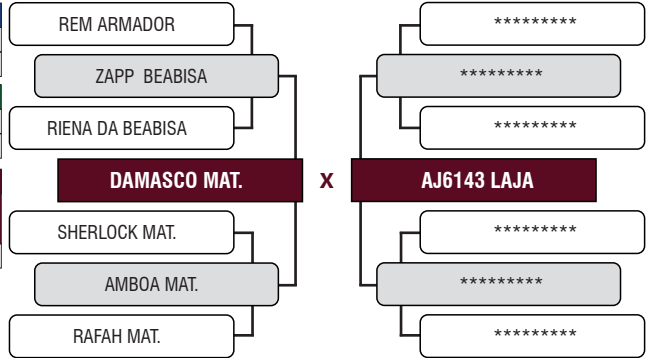 REM ARMADOR
*********
ZAPP BEABISA
*********
RIENA DA BEABISA
*********
DAMASCO MAT. X AJ6143 LAJA
SHERLOCK MAT.
*********
AMBOA MAT.
*********
RAFAH MAT.
*********